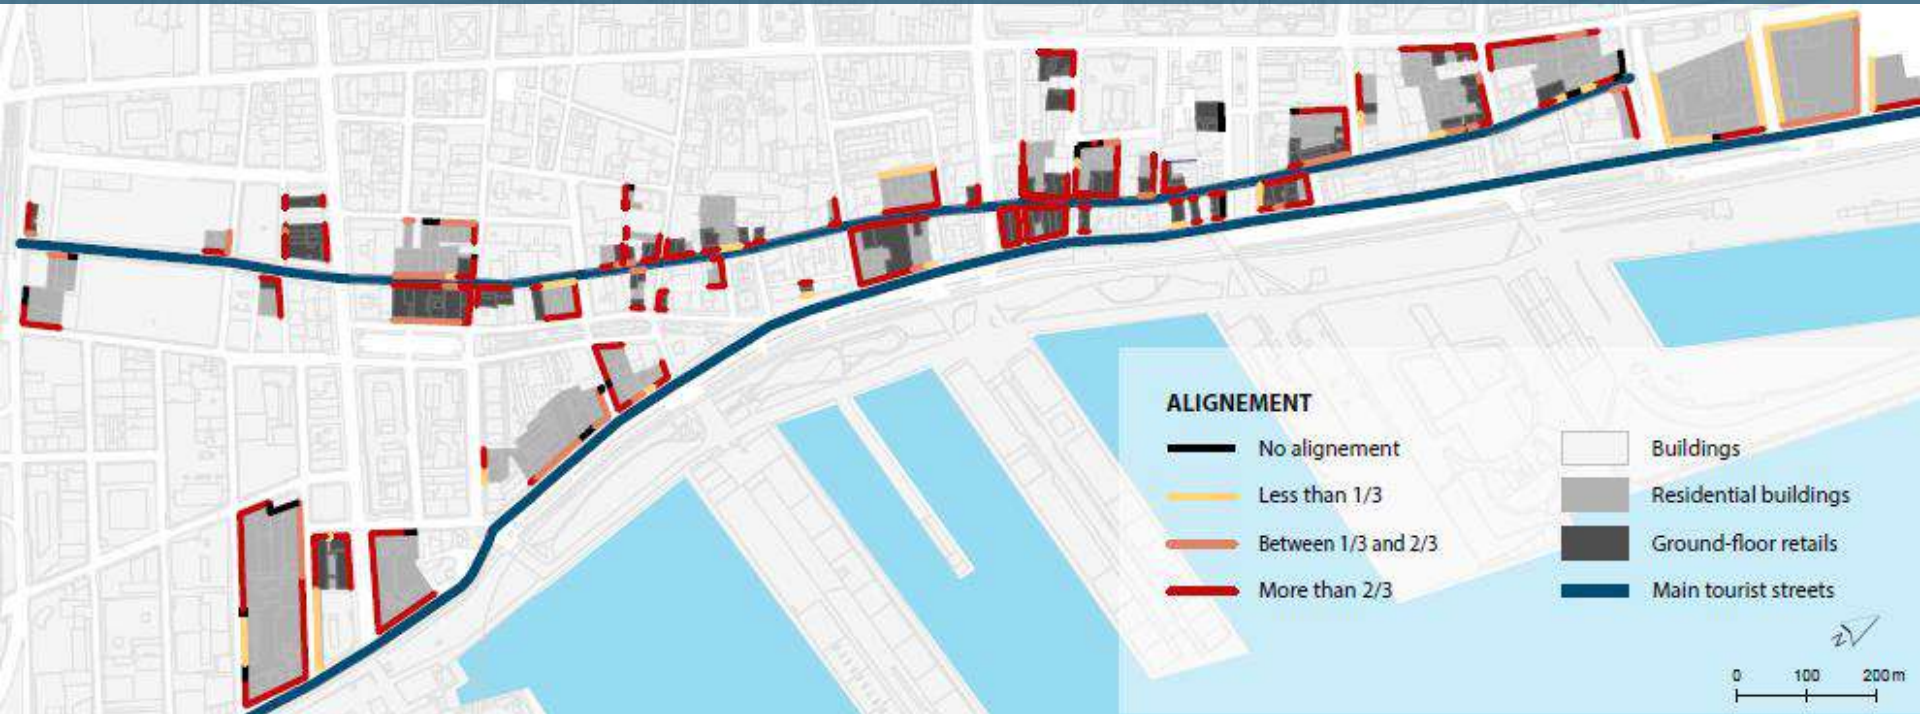 ALIGNEMENT
No alignement
Less than 1/3
Between 1/3 and 2/3
More than 2/3
Buildings
Residential buildings
Ground-floor retails
Main tourist streets
N
0 100 200 m